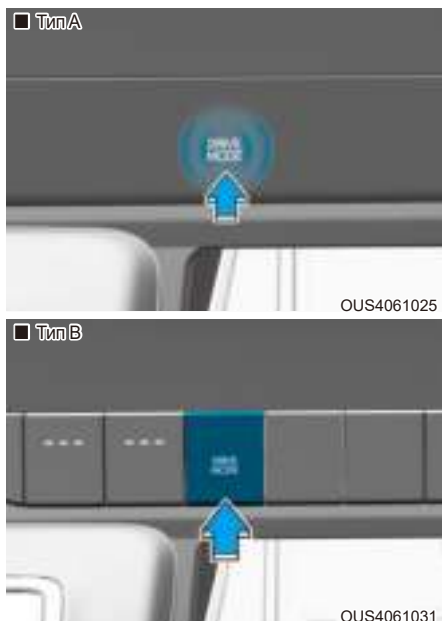 ■ Тип A
DRIVE
MODE
OUS4061025
■ Тип B
DRIVE
MODE
OUS4061031